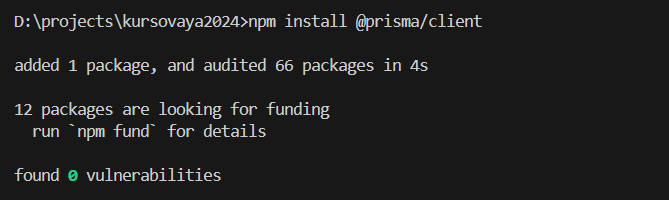 D:\projects\kursovaya2024>npm install @prisma/client
added 1 package, and audited 66 packages in 4s
12 packages are looking for funding
  run `npm fund` for details
found 0 vulnerabilities